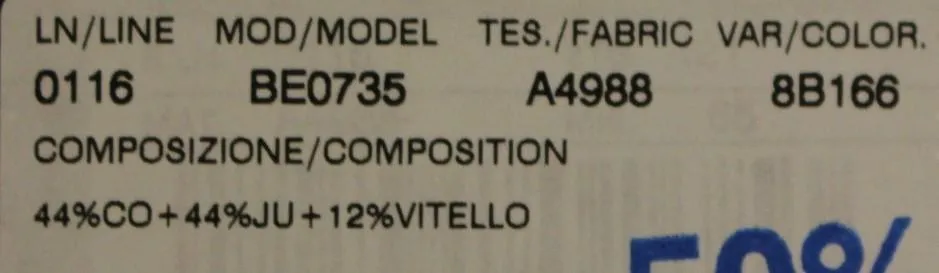 LN/LINE MOD/MODEL TES./FABRIC VAR/COLOR.
0116 BE0735 A4988 8B166
COMPOSIZIONE/COMPOSITION
44%CO+44%JU+12%VITELLO
50%